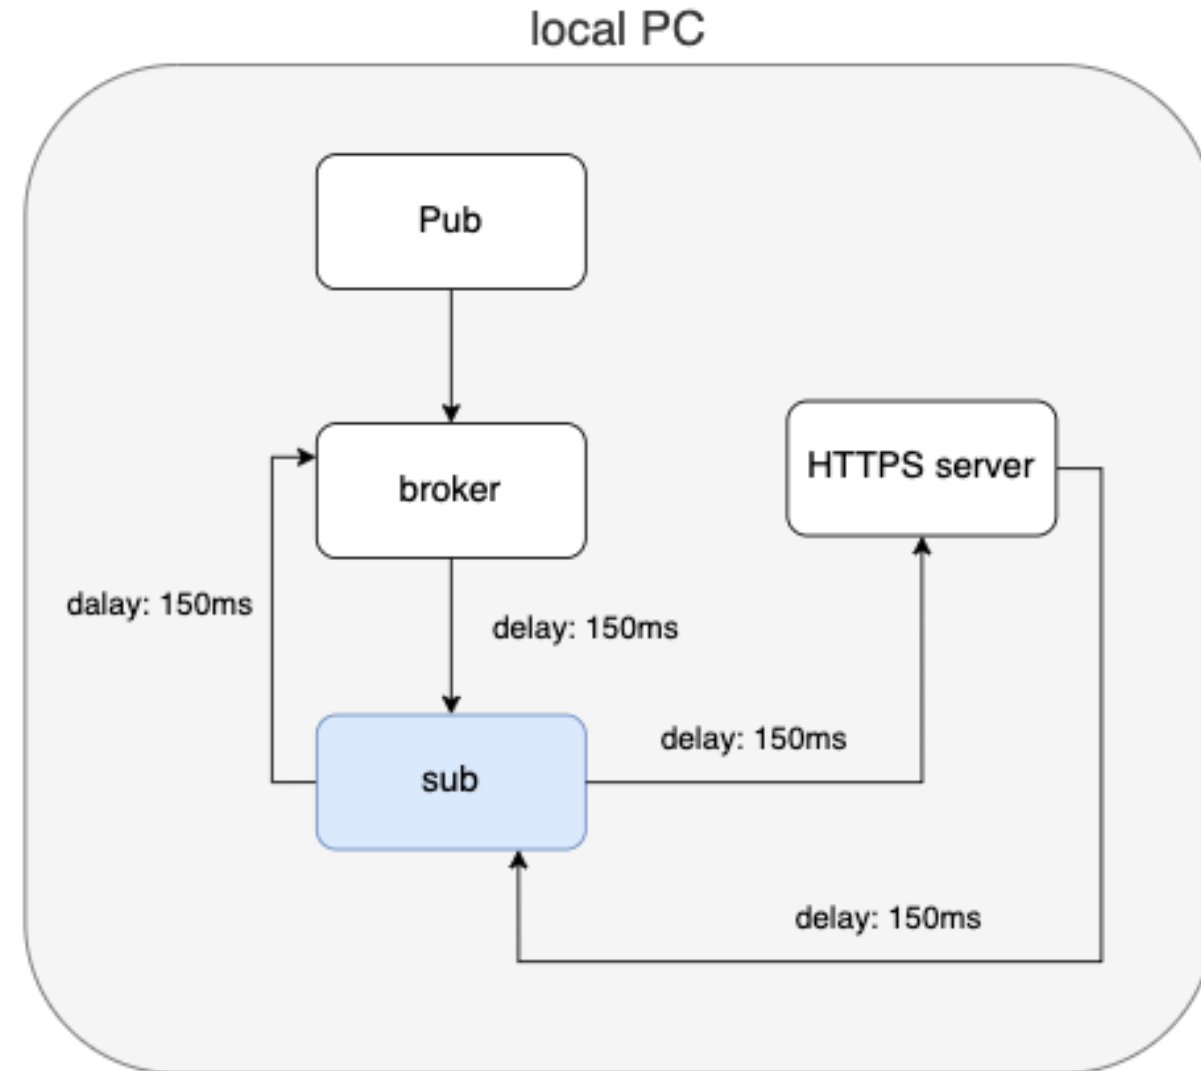 local PC
Pub
broker
HTTPS server
dalay: 150ms
delay: 150ms
delay: 150ms
sub
delay: 150ms